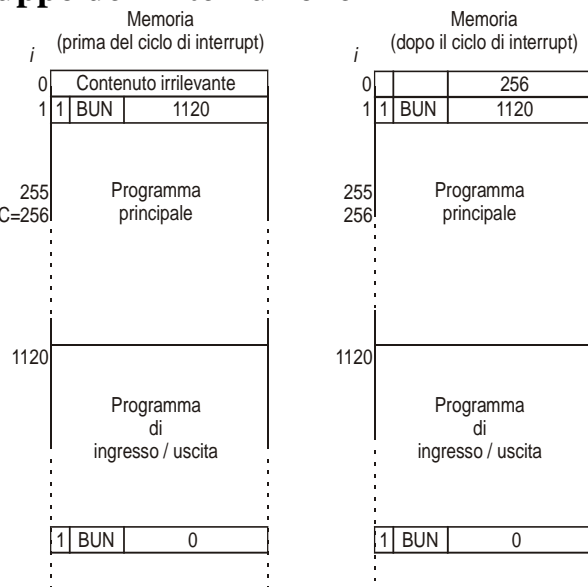 Memoria
(prima del ciclo di interrupt)
i
0 Contenuto irrilevante
1 1 BUN 1120
255 Programma
C=256 principale
1120
Programma
di
ingresso / uscita
1 BUN 0
Memoria
(dopo il ciclo di interrupt)
i
0 256
1 1 BUN 1120
255 Programma
256 principale
1120
Programma
di
ingresso / uscita
1 BUN 0